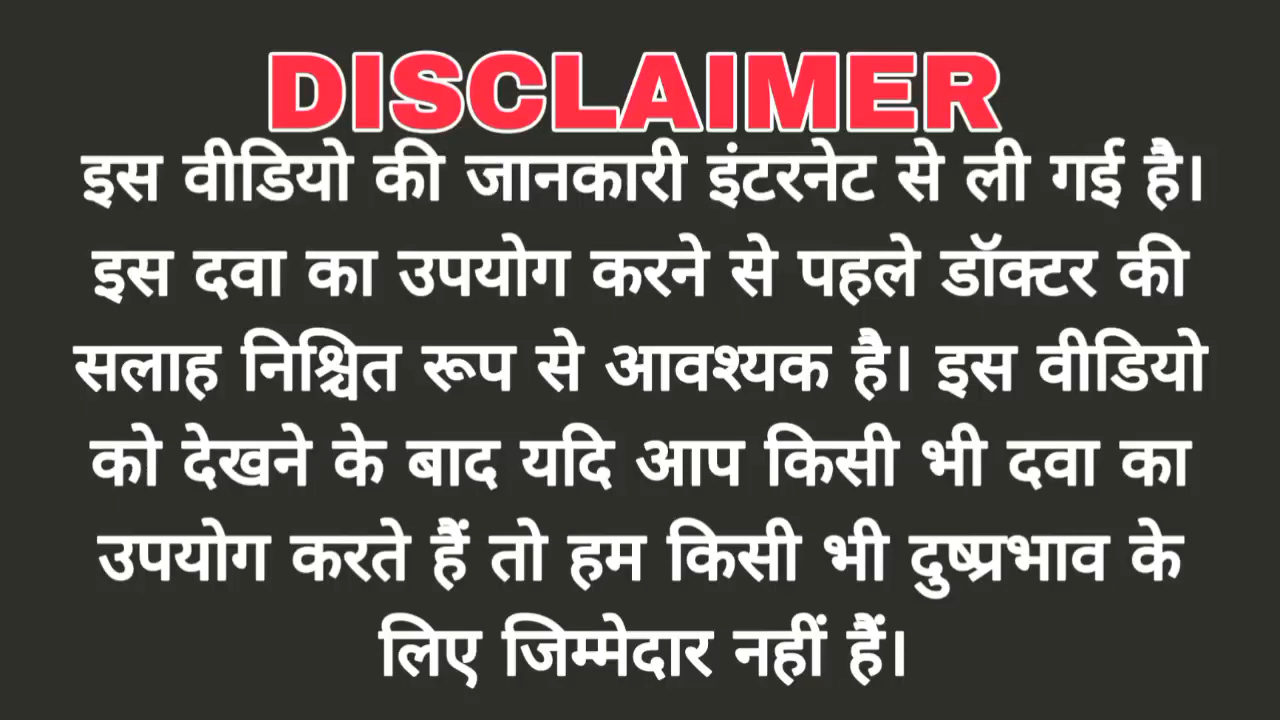 DISCLAIMER
इस वीडियो की जानकारी इंटरनेट से ली गई है।
इस दवा का उपयोग करने से पहले डॉक्टर की
सलाह निश्चित रूप से आवश्यक है। इस वीडियो
को देखने के बाद यदि आप किसी भी दवा का
उपयोग करते हैं तो हम किसी भी दुष्प्रभाव के
लिए जिम्मेदार नहीं हैं।